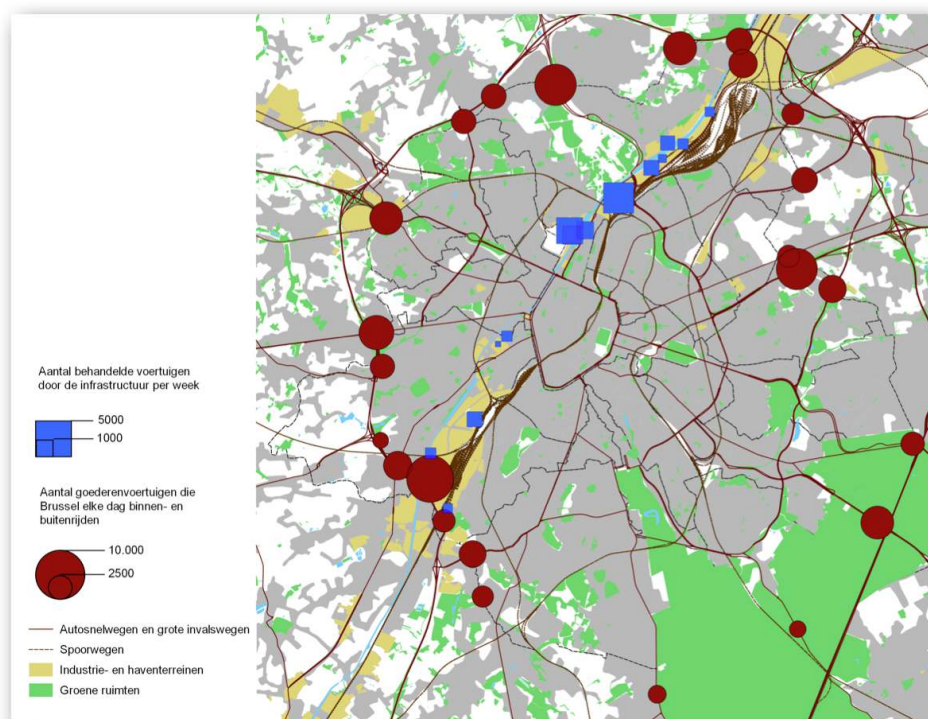 Aantal behandelde voertuigen
door de infrastructuur per week
5000
1000
Aantal goederenvoertuigen die
Brussel elke dag binnen- en
buitenrijden
10.000
2500
Autosnelwegen en grote invalswegen
Spoorwegen
Industrie- en haventerreinen
Groene ruimten